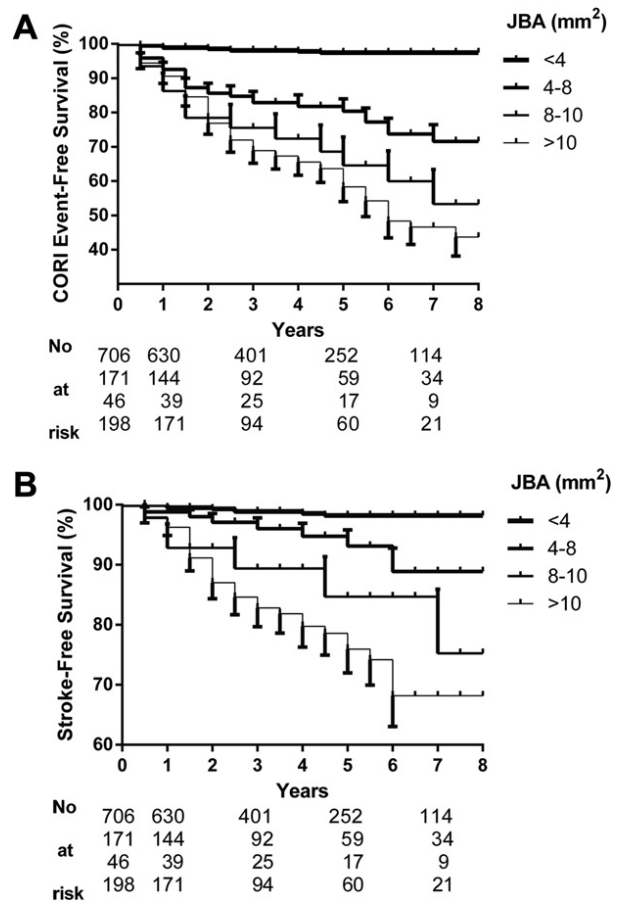 A
JBA (mm²)
<4
4-8
8-10
>10
CORI Event-Free Survival (%)
100
90
80
70
60
50
40
0 1 2 3 4 5 6 7 8
Years
No
at
risk
706 630 401 252 114
171 144 92 59 34
46 39 25 17 9
198 171 94 60 21
B
JBA (mm²)
<4
4-8
8-10
>10
Stroke-Free Survival (%)
100
90
80
70
60
0 1 2 3 4 5 6 7 8
Years
No
at
risk
706 630 401 252 114
171 144 92 59 34
46 39 25 17 9
198 171 94 60 21